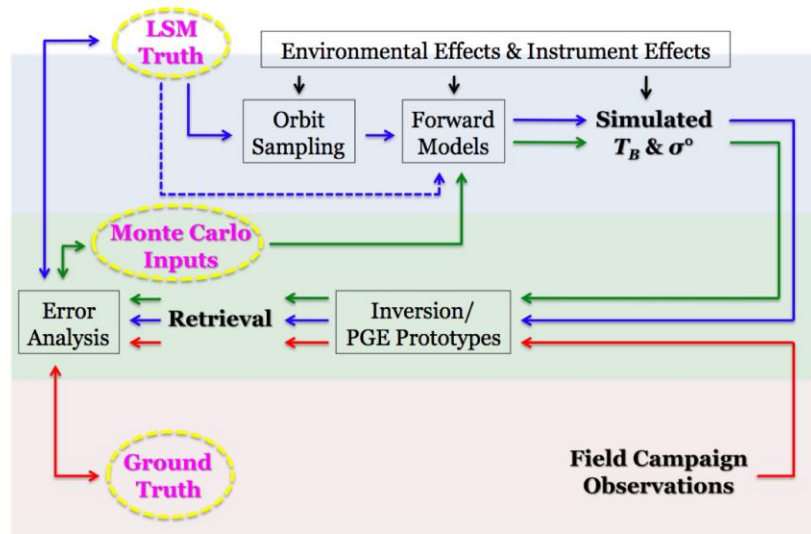 LSM
Truth
Environmental Effects & Instrument Effects
Orbit
Sampling
Forward
Models
Simulated
T_B & σ°
Monte Carlo
Inputs
Error
Analysis
Retrieval
Inversion/
PGE Prototypes
Ground
Truth
Field Campaign
Observations